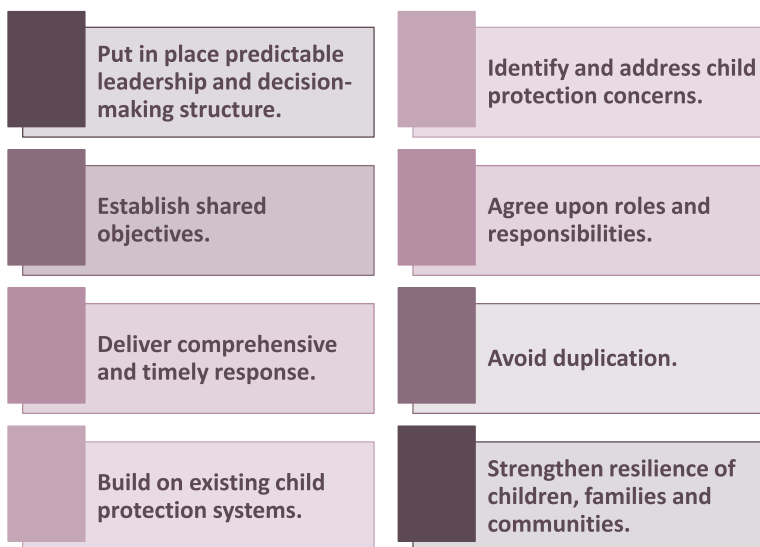 Put in place predictable
leadership and decision-
making structure.
Identify and address child
protection concerns.
Establish shared
objectives.
Agree upon roles and
responsibilities.
Deliver comprehensive
and timely response.
Avoid duplication.
Build on existing child
protection systems.
Strengthen resilience of
children, families and
communities.